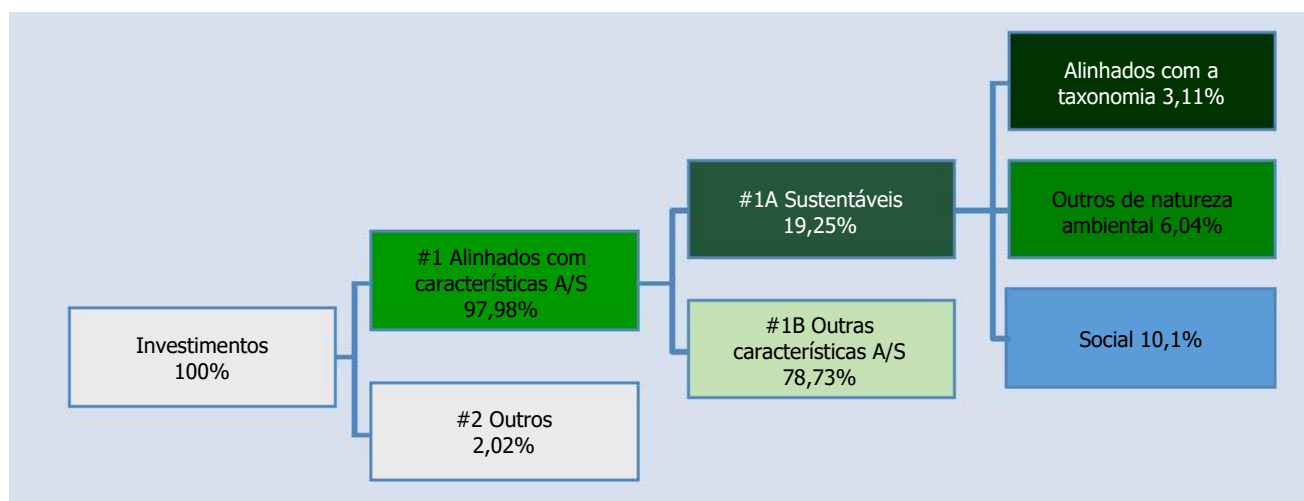 Investimentos
100%
#1 Alinhados com
características A/S
97,98%
#2 Outros
2,02%
#1A Sustentáveis
19,25%
#1B Outras
características A/S
78,73%
Alinhados com a
taxonomia 3,11%
Outros de natureza
ambiental 6,04%
Social 10,1%